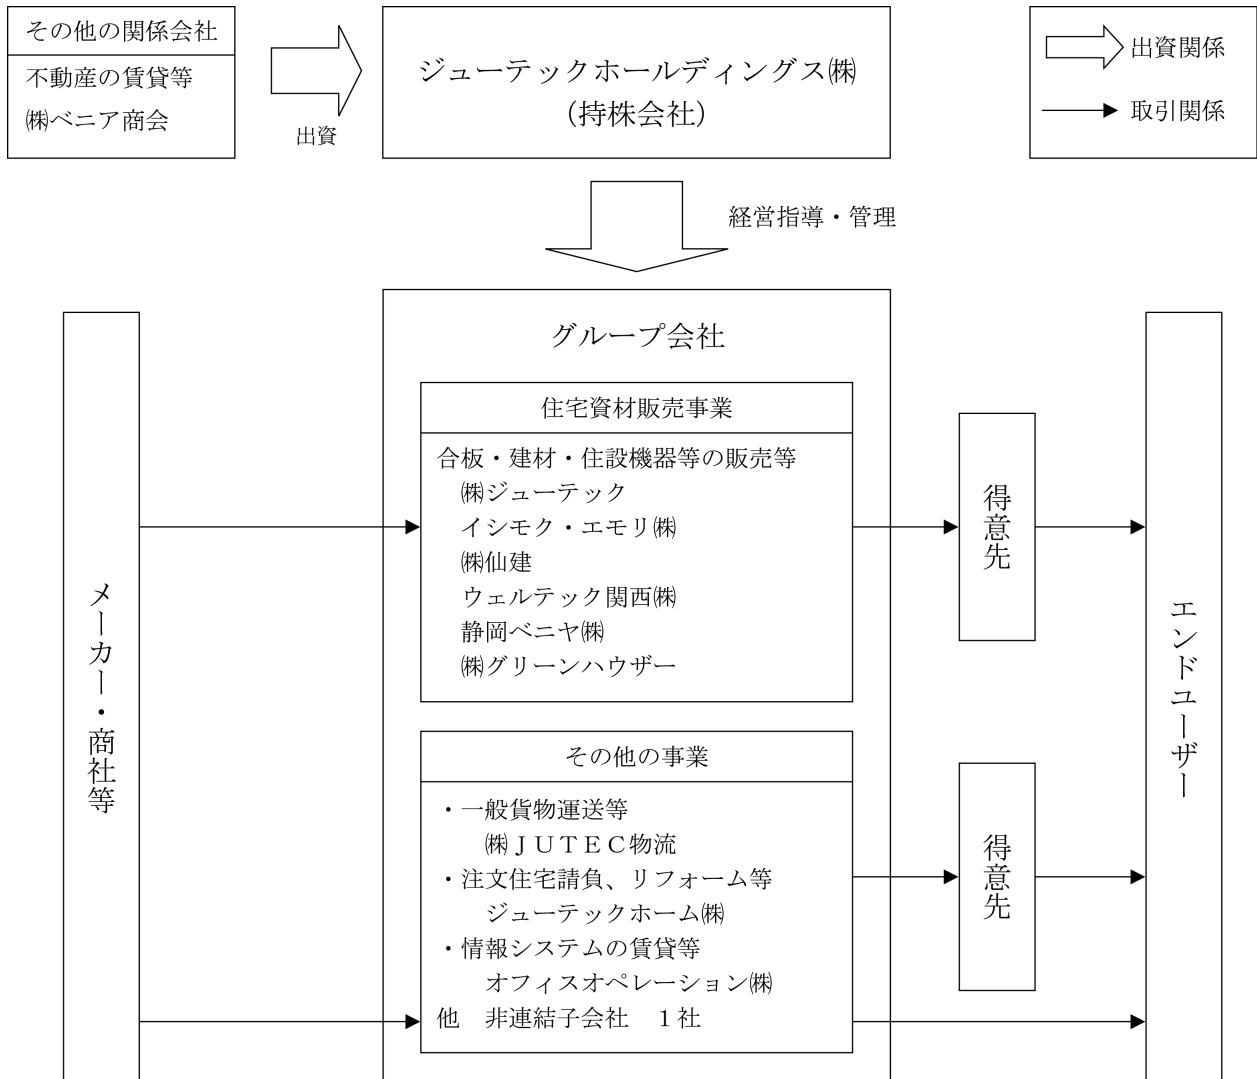 その他の関係会社
不動産の賃貸等
㈱ベニア商会
出資
ジューテックホールディングス㈱
（持株会社）
出資関係
取引関係
経営指導・管理
グループ会社
メーカー・商社等
住宅資材販売事業
合板・建材・住設機器等の販売等
㈱ジューテック
イシモク・エモリ㈱
㈱仙建
ウェルテック関西㈱
静岡ベニヤ㈱
㈱グリーンハウザー
得意先
エンドユーザー
その他の事業
・一般貨物運送等
㈱ＪＵＴＥＣ物流
・注文住宅請負、リフォーム等
ジューテックホーム㈱
・情報システムの賃貸等
オフィスオペレーション㈱
他　非連結子会社　１社
得意先